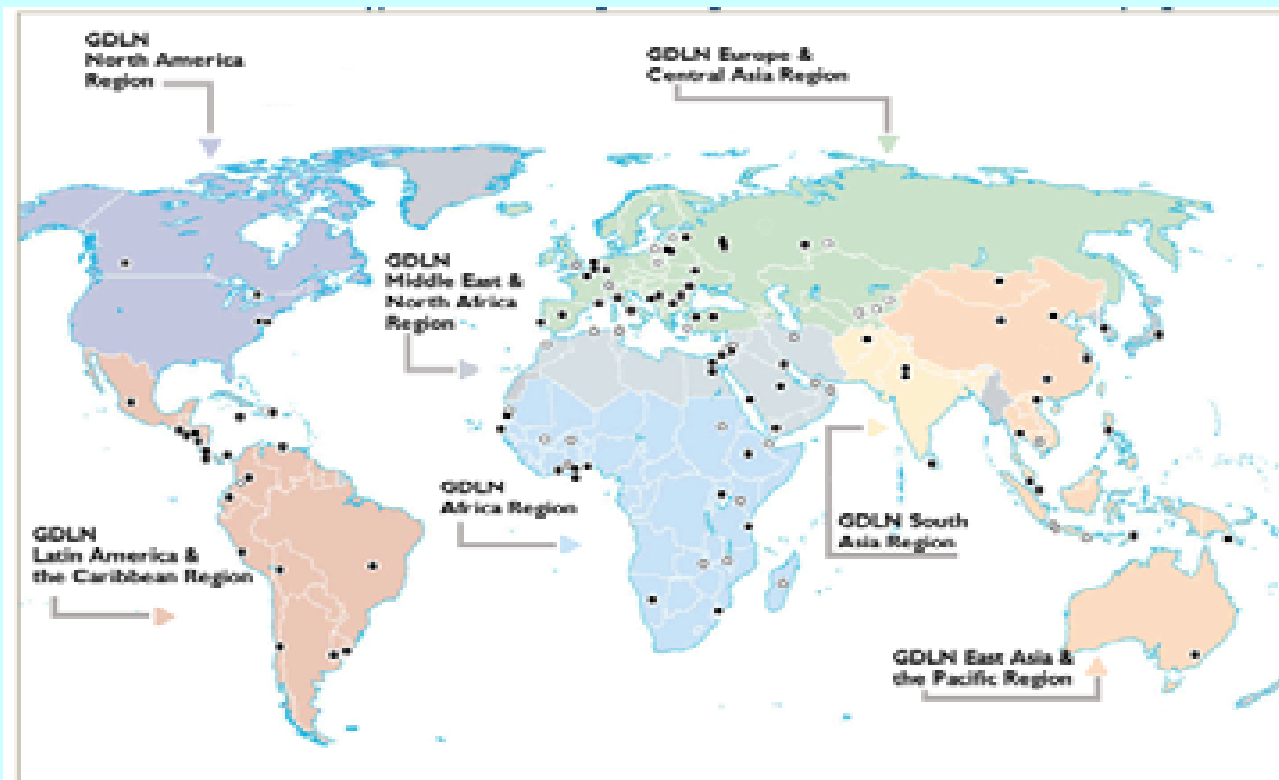 GDLN
North America
Region
GDLN Europe &
Central Asia Region
GDLN
Middle East &
North Africa
Region
GDLN
Africa Region
GDLN South
Asia Region
GDLN
Latin America &
the Caribbean Region
GDLN East Asia &
the Pacific Region